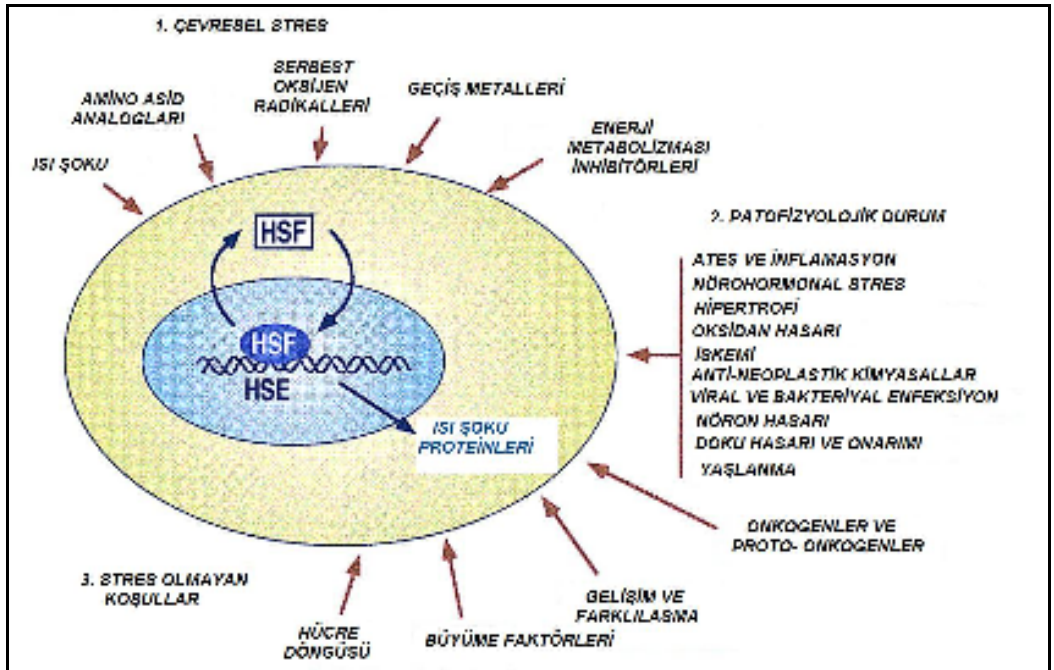 1. ÇEVRESEL STRES
SERBEST
OKSİJEN
RADİKALLERİ
GEÇİŞ METALLERİ
AMİNO ASİD
ANALOGLARI
ENERJİ
METABOLİZMASI
İNHİBİTÖRLERİ
ISI ŞOKU
2. PATOFİZYOLOJİK DURUM
HSF
ATEŞ VE İNFLAMASYON
NÖROHORMONAL STRES
HİPERTROFİ
OKSİDAN HASARI
İSKEMİ
ANTİ-NEOPLASTİK KİMYASALLAR
VİRAL VE BAKTERİYAL ENFEKSİYON
NÖRON HASARI
DOKU HASARI VE ONARIMI
YAŞLANMA
HSF
HSE
ISI ŞOKU
PROTEİNLERİ
ONKOGENLER VE
PROTO- ONKOGENLER
3. STRES OLMAYAN
KOŞULLAR
GELİŞİM VE
FARKLILAŞMA
HÜCRE
DÖNGÜSÜ
BÜYÜME FAKTÖRLERİ